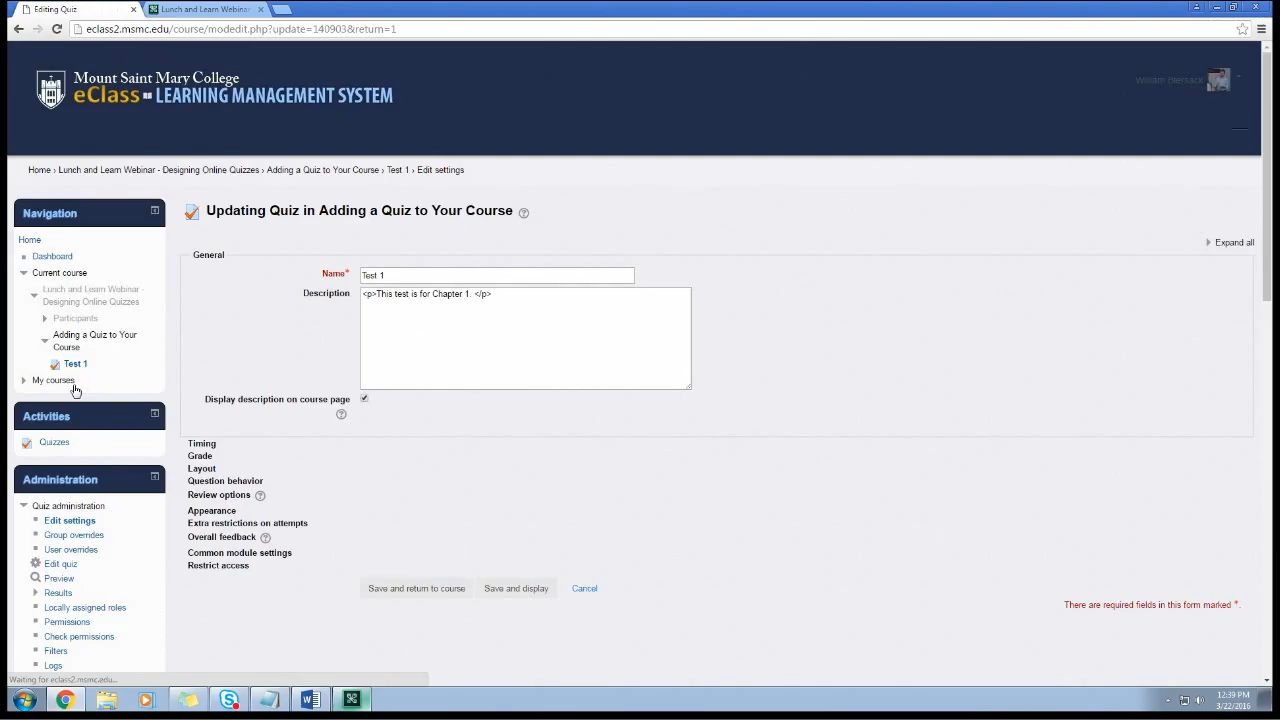 Editing Quiz
Lunch and Learn Webinar
eclass2.msmc.edu/course/modedit.php?update=140903&return=1
Mount Saint Mary College
eClass LEARNING MANAGEMENT SYSTEM
William Biersack
Home › Lunch and Learn Webinar - Designing Online Quizzes › Adding a Quiz to Your Course › Test 1 › Edit settings
Navigation
Home
Dashboard
Current course
Lunch and Learn Webinar -
Designing Online Quizzes
Participants
Adding a Quiz to Your
Course
Test 1
My courses
Activities
Quizzes
Administration
Quiz administration
Edit settings
Group overrides
User overrides
Edit quiz
Preview
Results
Locally assigned roles
Permissions
Check permissions
Filters
Logs
Updating Quiz in Adding a Quiz to Your Course
Expand all
General
Name* Test 1
Description <p>This test is for Chapter 1. </p>
Display description on course page
Timing
Grade
Layout
Question behavior
Review options
Appearance
Extra restrictions on attempts
Overall feedback
Common module settings
Restrict access
Save and return to course Save and display Cancel
There are required fields in this form marked *.
Waiting for eclass2.msmc.edu...
12:39 PM
3/22/2016